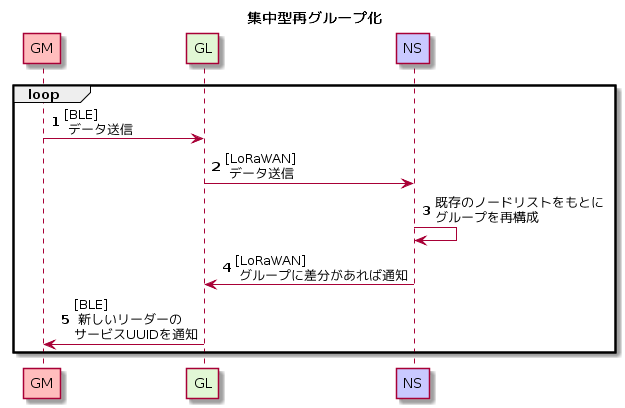 集中型再グループ化
GM
GL
NS
loop
1 [BLE]
データ送信
2 [LoRaWAN]
データ送信
3 既存のノードリストをもとに
グループを再構成
4 [LoRaWAN]
グループに差分があれば通知
5 [BLE]
新しいリーダーの
サービスUUIDを通知
GM
GL
NS